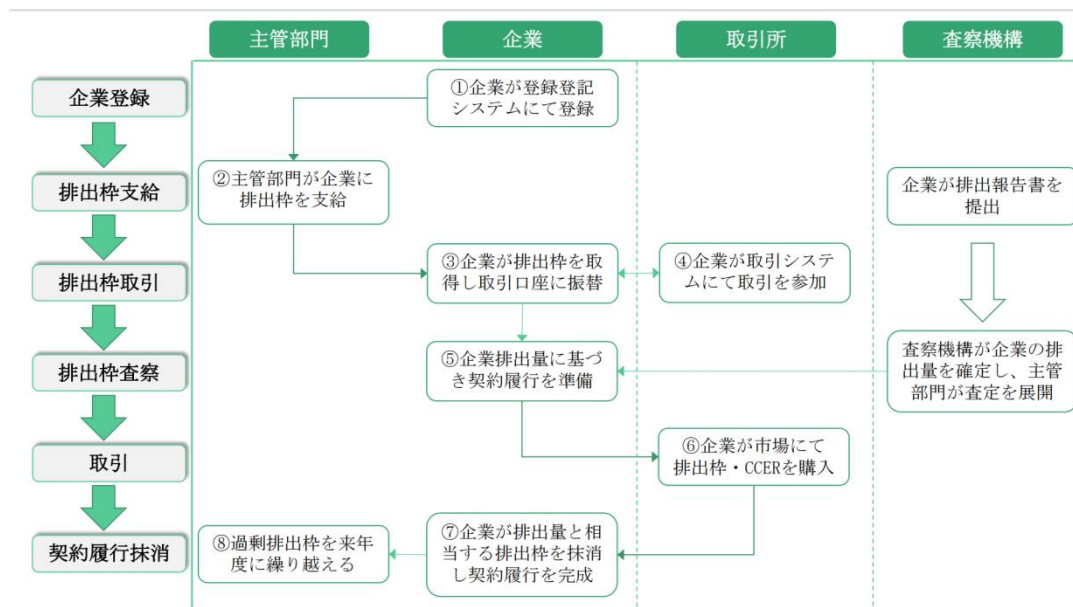 主管部門
企業
取引所
査察機構
企業登録
①企業が登録登記
システムにて登録
排出枠支給
②主管部門が企業に
排出枠を支給
企業が排出報告書を
提出
排出枠取引
③企業が排出枠を取
得し取引口座に振替
④企業が取引システ
ムにて取引を参加
排出枠査察
⑤企業排出量に基づ
き契約履行を準備
査察機構が企業の排
出量を確定し、主管
部門が査定を展開
取引
⑥企業が市場にて
排出枠・CCERを購入
契約履行抹消
⑧過剰排出枠を来年
度に繰り越える
⑦企業が排出量と相
当する排出枠を抹消
し契約履行を完成